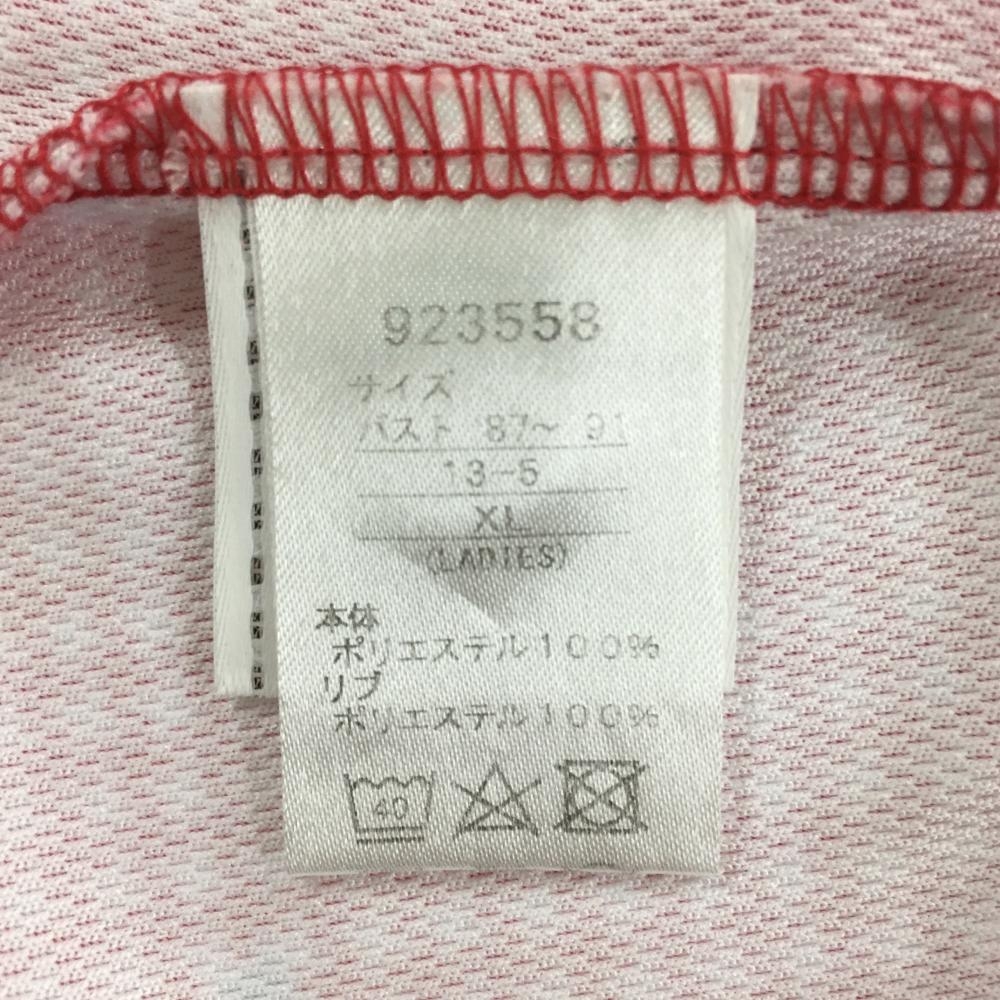 923558
サイズ
バスト 87～ 91
13-5
XL
(LADIES)
本体
ポリエステル100%
リブ
ポリエステル100%
40